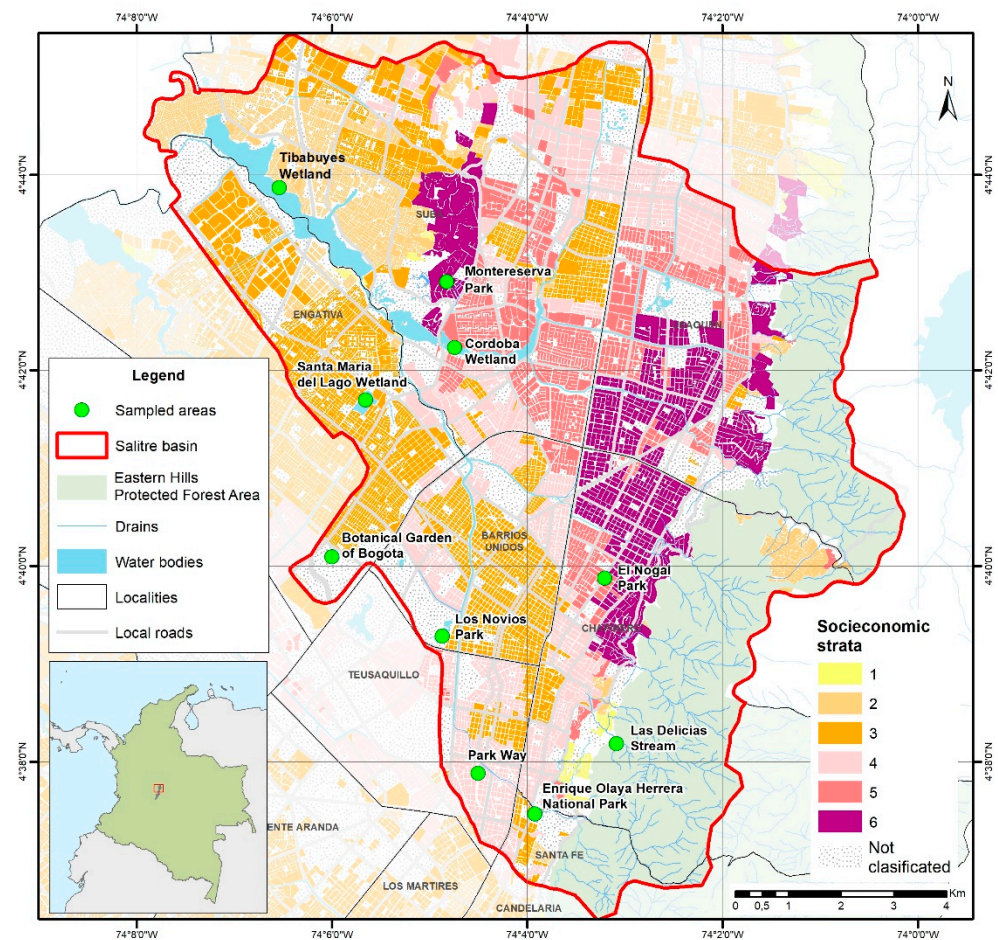 74°8'0"W 74°6'0"W 74°4'0"W 74°2'0"W 74°0'0"W
N
4°44'0"N
4°44'0"N
Tibabuyes
Wetland
SUBA
Montereserva
Park
ENGATIVA
Cordoba
Wetland
4°42'0"N
4°42'0"N
Santa Maria
del Lago Wetland
Legend
Sampled areas
Salitre basin
Eastern Hills
Protected Forest Area
Drains
Water bodies
Localities
Local roads
Botanical Garden
of Bogota
BARRIOS
UNIDOS
El Nogal
Park
4°40'0"N
4°40'0"N
Los Novios
Park
TEUSAQUILLO
Las Delicias
Stream
Park Way
4°38'0"N
4°38'0"N
Enrique Olaya Herrera
National Park
ENTE ARANDA
SANTA FE
LOS MARTIRES
CANDELARIA
Socieconomic
strata
1
2
3
4
5
6
Not
clasificated
Km
0 0,5 1 2 3 4
74°8'0"W 74°6'0"W 74°4'0"W 74°2'0"W 74°0'0"W